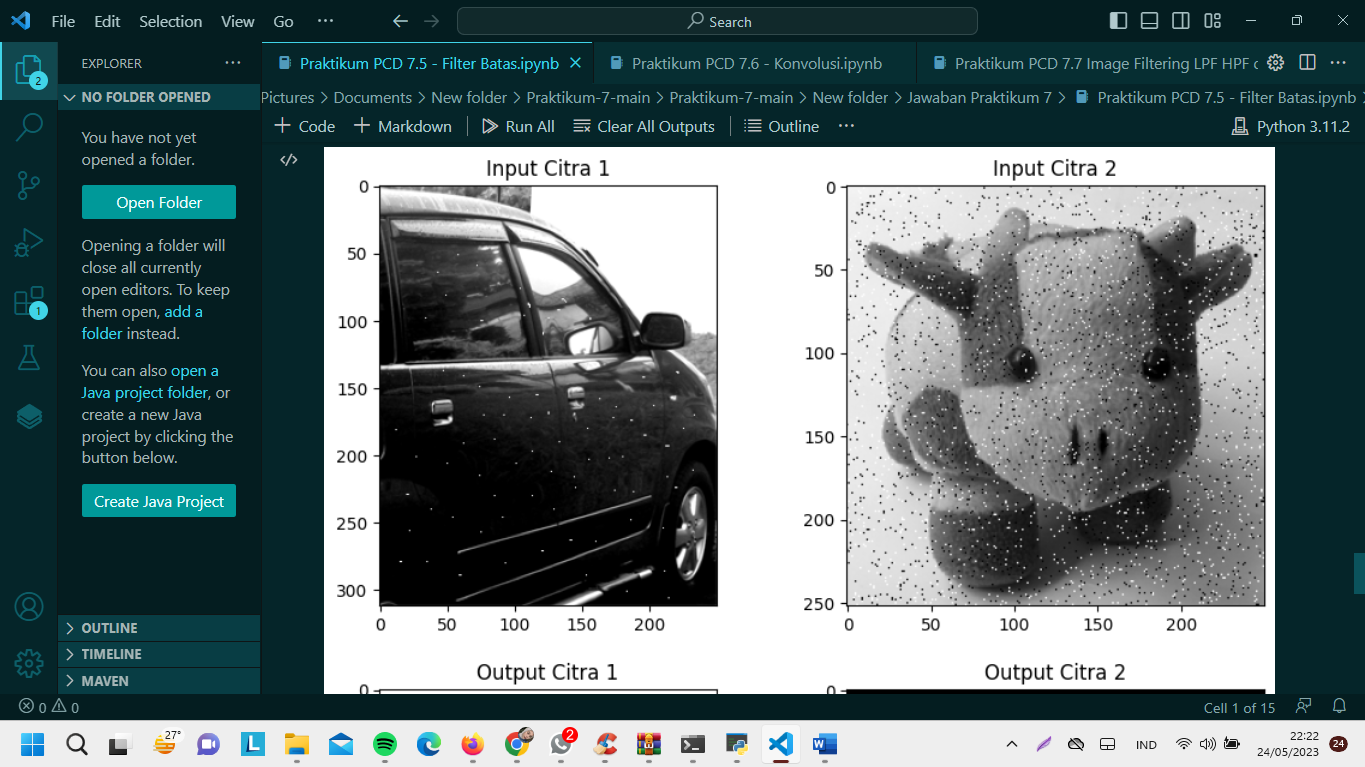 File Edit Selection View Go ··· Search
EXPLORER ···
NO FOLDER OPENED
You have not yet
opened a folder.
Open Folder
Opening a folder will
close all currently
open editors. To keep
them open, add a
folder instead.
You can also open a
Java project folder, or
create a new Java
project by clicking the
button below.
Create Java Project
OUTLINE
TIMELINE
MAVEN
2
1
Praktikum PCD 7.5 - Filter Batas.ipynb Praktikum PCD 7.6 - Konvolusi.ipynb Praktikum PCD 7.7 Image Filtering LPF HPF
Pictures > Documents > New folder > Praktikum-7-main > Praktikum-7-main > New folder > Jawaban Praktikum 7 > Praktikum PCD 7.5 - Filter Batas.ipynb
+ Code + Markdown Run All Clear All Outputs Outline ··· Python 3.11.2
Input Citra 1
0
50
100
150
200
250
300
0 50 100 150 200
Input Citra 2
0
50
100
150
200
250
0 50 100 150 200
Output Citra 1
0
Output Citra 2
0
0 0 Cell 1 of 15
27° L 2 W IND 22:22
24/05/2023 24